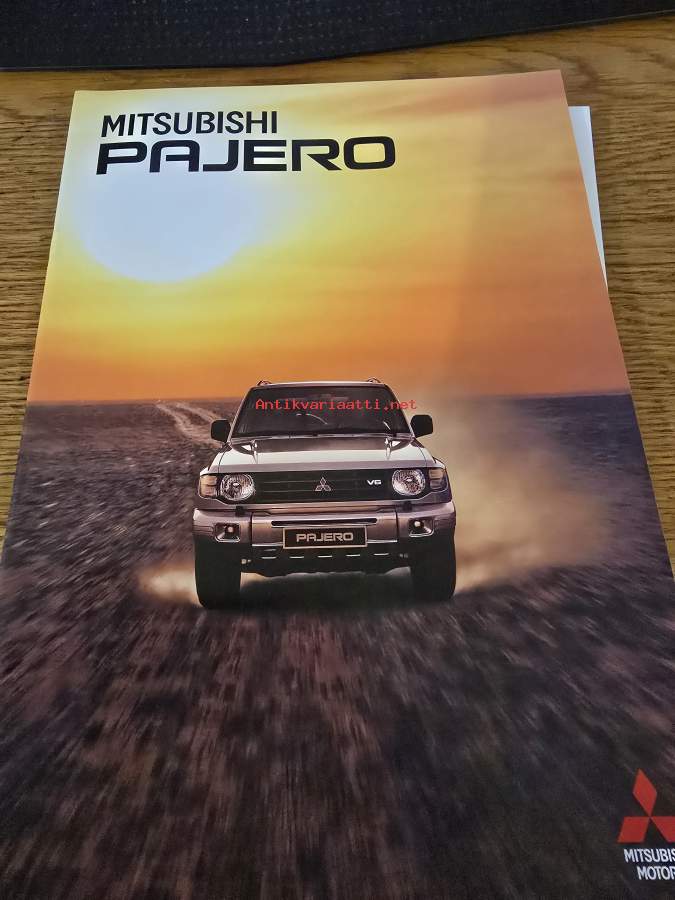 MITSUBISHI
PAJERO
Antikvariaatti.net
V6
PAJERO
MITSUBIS
MOTOR